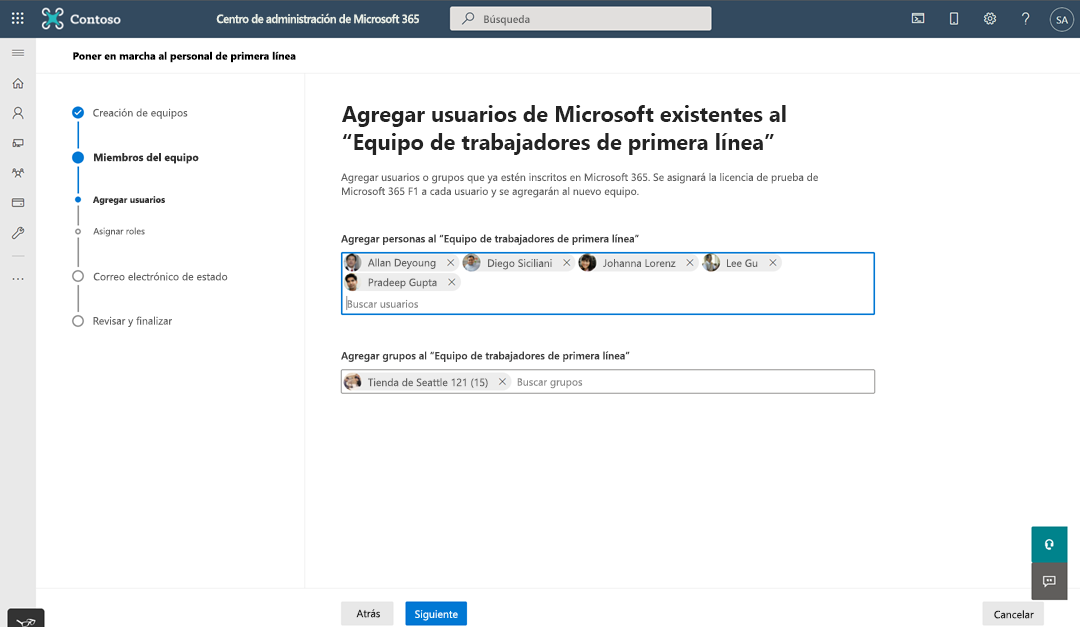 Contoso
Centro de administración de Microsoft 365
Búsqueda
SA
Poner en marcha al personal de primera línea
Creación de equipos
Miembros del equipo
Agregar usuarios
Asignar roles
Correo electrónico de estado
Revisar y finalizar
Agregar usuarios de Microsoft existentes al
“Equipo de trabajadores de primera línea”
Agregar usuarios o grupos que ya estén inscritos en Microsoft 365. Se asignará la licencia de prueba de
Microsoft 365 F1 a cada usuario y se agregarán al nuevo equipo.
Agregar personas al “Equipo de trabajadores de primera línea”
Allan Deyoung Diego Siciliani Johanna Lorenz Lee Gu
Pradeep Gupta
Buscar usuarios
Agregar grupos al “Equipo de trabajadores de primera línea”
Tienda de Seattle 121 (15) Buscar grupos
Atrás Siguiente Cancelar